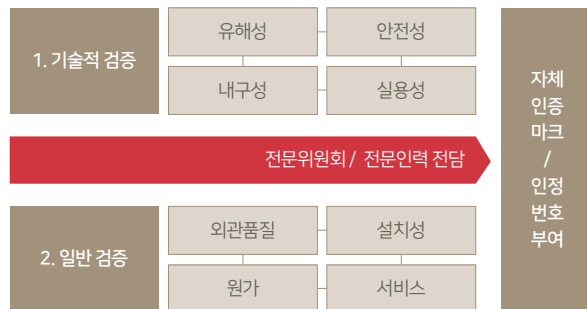 1. 기술적 검증
유해성
안전성
내구성
실용성
전문위원회 / 전문인력 전담
2. 일반 검증
외관품질
설치성
원가
서비스
자체
인증
마크
/
인정
번호
부여